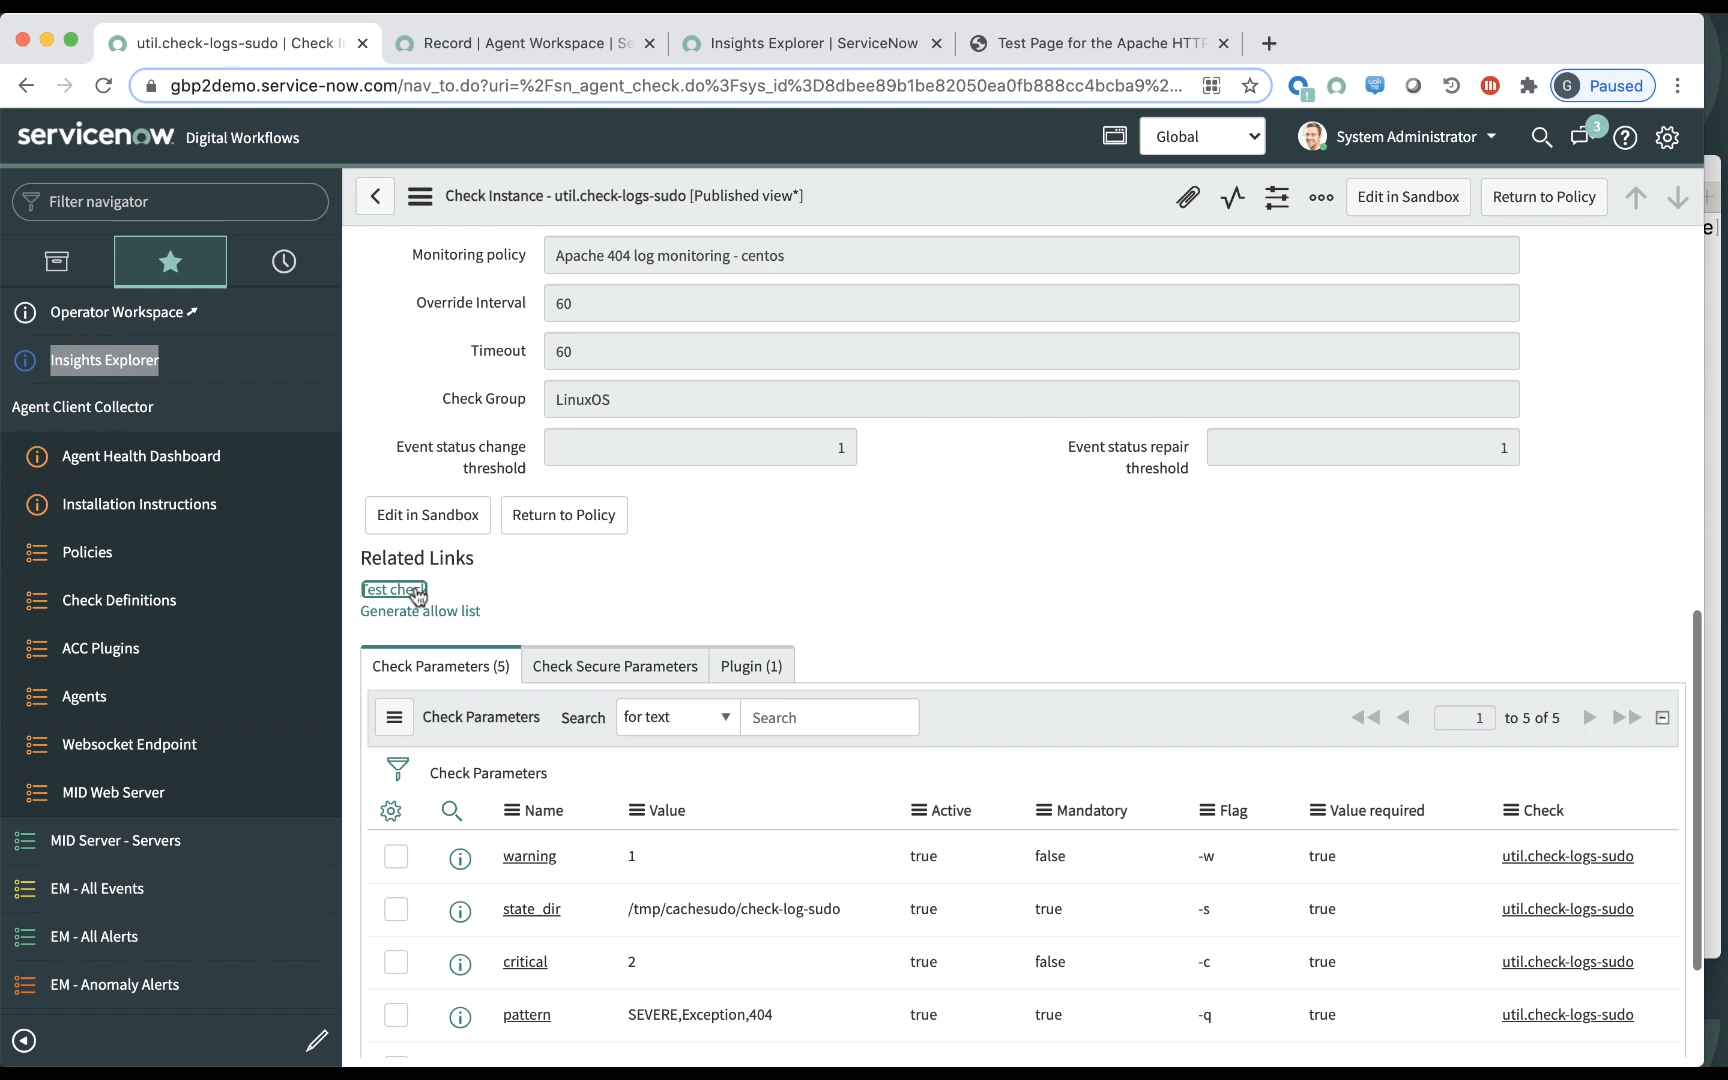 util.check-logs-sudo | Check I
Record | Agent Workspace | Se
Insights Explorer | ServiceNow
Test Page for the Apache HTTP
gbp2demo.service-now.com/nav_to.do?uri=%2Fsn_agent_check.do%3Fsys_id%3D8dbee89b1be82050ea0fb888cc4bcba9%2...
G Paused
servicenow Digital Workflows
Global
System Administrator
3
Filter navigator
Operator Workspace
Insights Explorer
Agent Client Collector
Agent Health Dashboard
Installation Instructions
Policies
Check Definitions
ACC Plugins
Agents
Websocket Endpoint
MID Web Server
MID Server - Servers
EM - All Events
EM - All Alerts
EM - Anomaly Alerts
Check Instance - util.check-logs-sudo [Published view*]
Edit in Sandbox
Return to Policy
Monitoring policy Apache 404 log monitoring - centos
Override Interval 60
Timeout 60
Check Group LinuxOS
Event status change threshold 1
Event status repair threshold 1
Edit in Sandbox
Return to Policy
Related Links
Test check
Generate allow list
Check Parameters (5) Check Secure Parameters Plugin (1)
Check Parameters Search for text Search 1 to 5 of 5
Check Parameters
Name Value Active Mandatory Flag Value required Check
warning 1 true false -w true util.check-logs-sudo
state_dir /tmp/cachesudo/check-log-sudo true true -s true util.check-logs-sudo
critical 2 true false -c true util.check-logs-sudo
pattern SEVERE,Exception,404 true true -q true util.check-logs-sudo